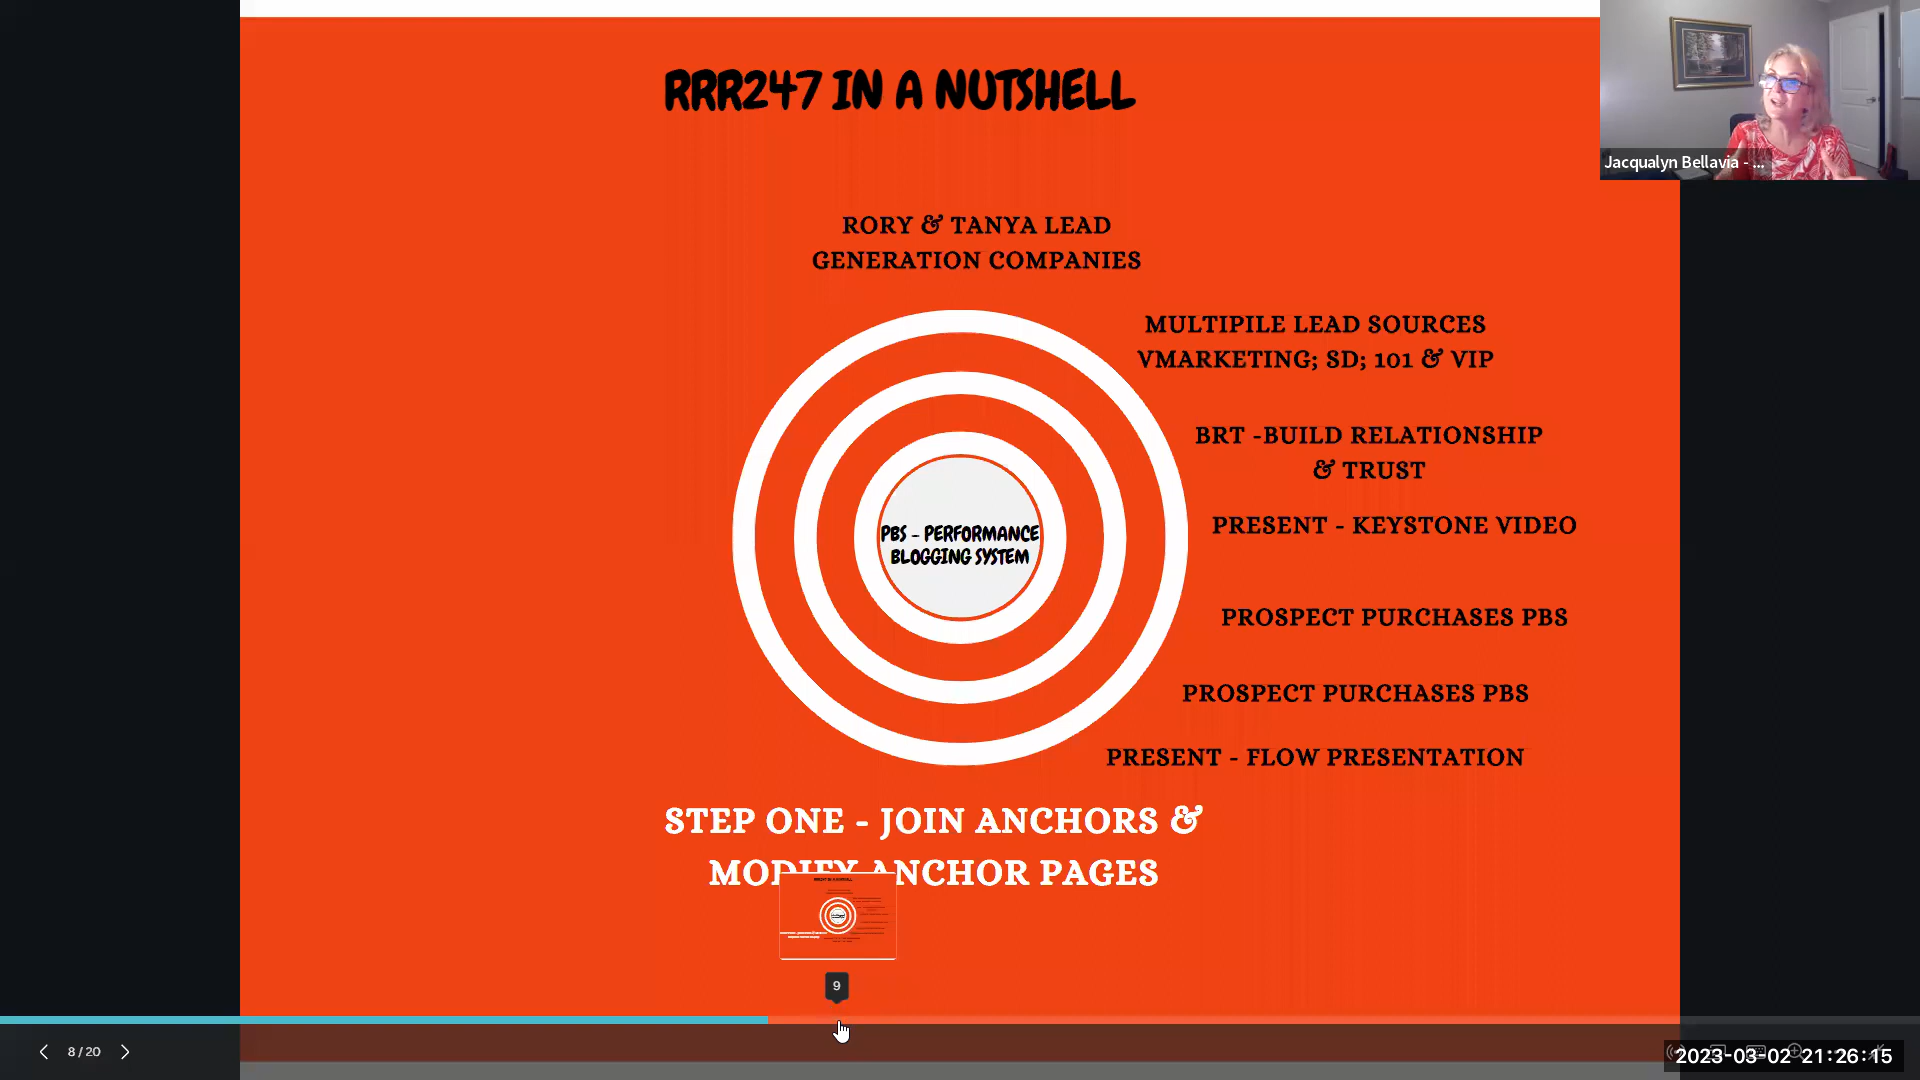 RRR247 IN A NUTSHELL
Jacqualyn Bellavia - ...
RORY & TANYA LEAD
GENERATION COMPANIES
MULTIPILE LEAD SOURCES
VMARKETING; SD; 101 & VIP
BRT -BUILD RELATIONSHIP
& TRUST
PRESENT - KEYSTONE VIDEO
PBS - PERFORMANCE
BLOGGING SYSTEM
PROSPECT PURCHASES PBS
PROSPECT PURCHASES PBS
PRESENT - FLOW PRESENTATION
STEP ONE - JOIN ANCHORS &
MODIFY ANCHOR PAGES
9
8 / 20
2023-03-02 21:26:15